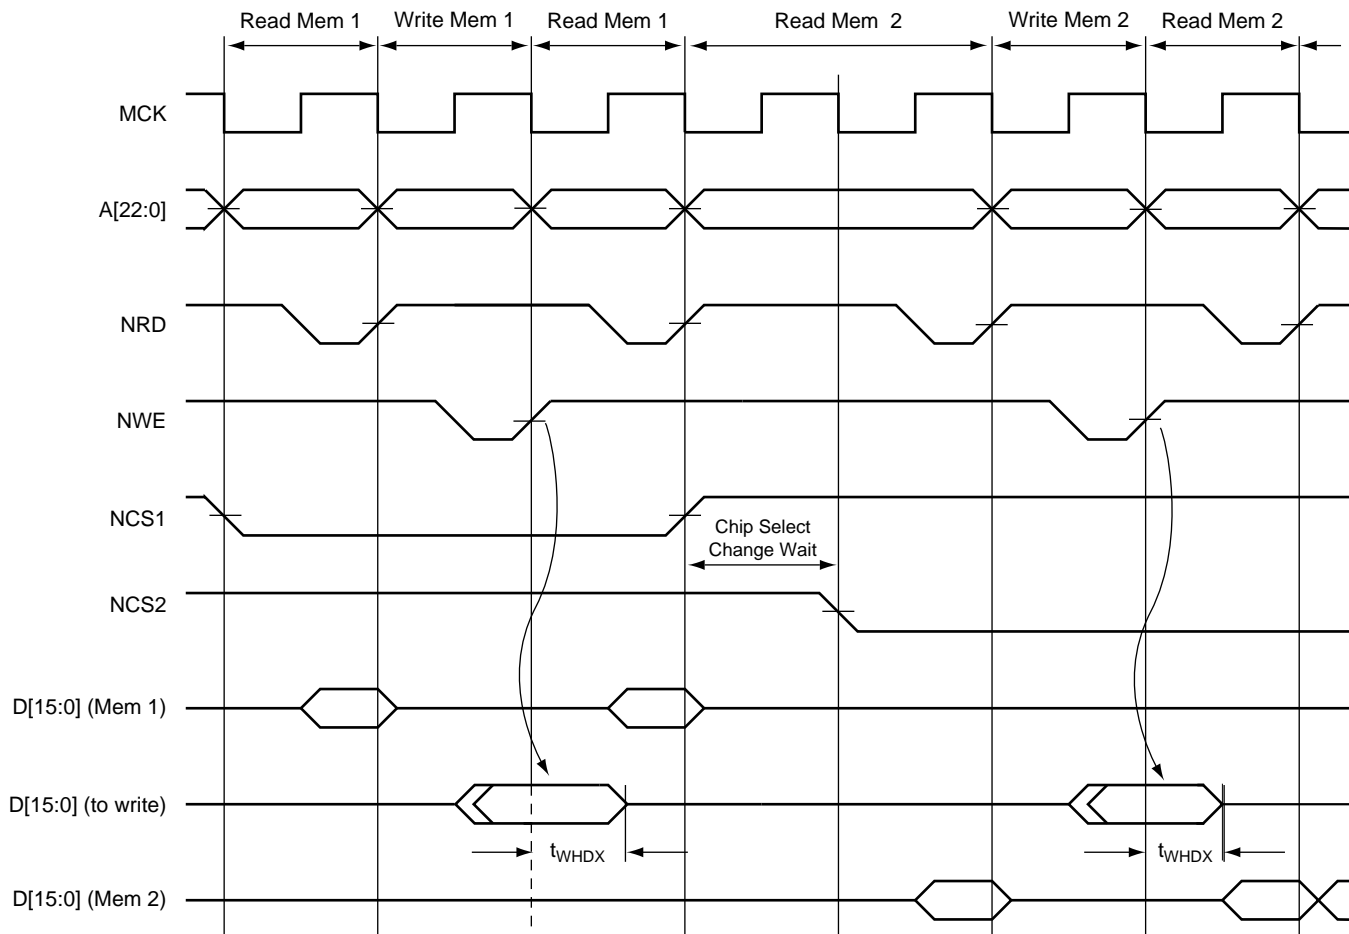 Read Mem 1 Write Mem 1 Read Mem 1 Read Mem 2 Write Mem 2 Read Mem 2
MCK
A[22:0]
NRD
NWE
NCS1
Chip Select
Change Wait
NCS2
D[15:0] (Mem 1)
D[15:0] (to write)
tWHDX tWHDX
D[15:0] (Mem 2)